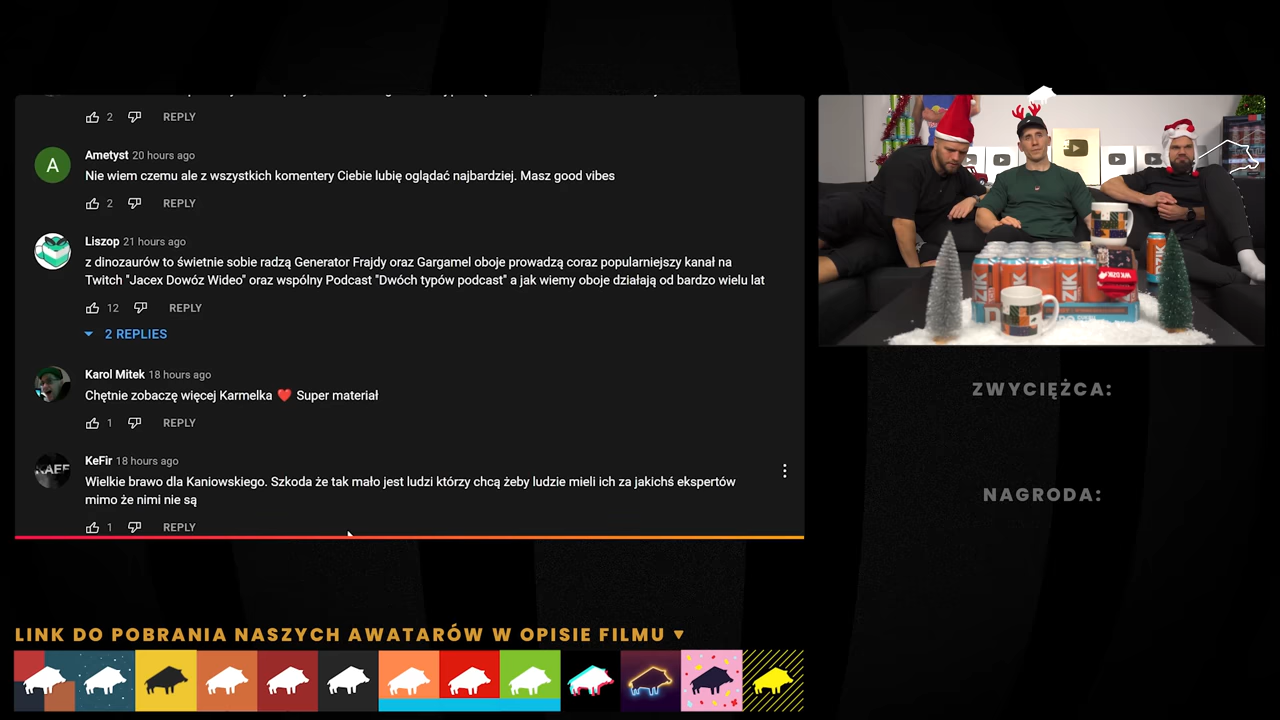 2 REPLY
A
Ametyst 20 hours ago
Nie wiem czemu ale z wszystkich komentery Ciebie lubię oglądać najbardziej. Masz good vibes
2 REPLY
Liszop 21 hours ago
z dinozaurów to świetnie sobie radzą Generator Frajdy oraz Gargamel oboje prowadzą coraz popularniejszy kanał na
Twitch "Jacex Dowóz Wideo" oraz wspólny Podcast "Dwóch typów podcast" a jak wiemy oboje działają od bardzo wielu lat
12 REPLY
2 REPLIES
Karol Mitek 18 hours ago
Chętnie zobaczę więcej Karmelka ❤️ Super materiał
1 REPLY
KAEF
KeFir 18 hours ago
Wielkie brawo dla Kaniowskiego. Szkoda że tak mało jest ludzi którzy chcą żeby ludzie mieli ich za jakichś ekspertów
mimo że nimi nie są
1 REPLY
DZIK
DZIK
ZWYCIĘZCA:
NAGRODA:
LINK DO POBRANIA NASZYCH AWATARÓW W OPISIE FILMU ▼